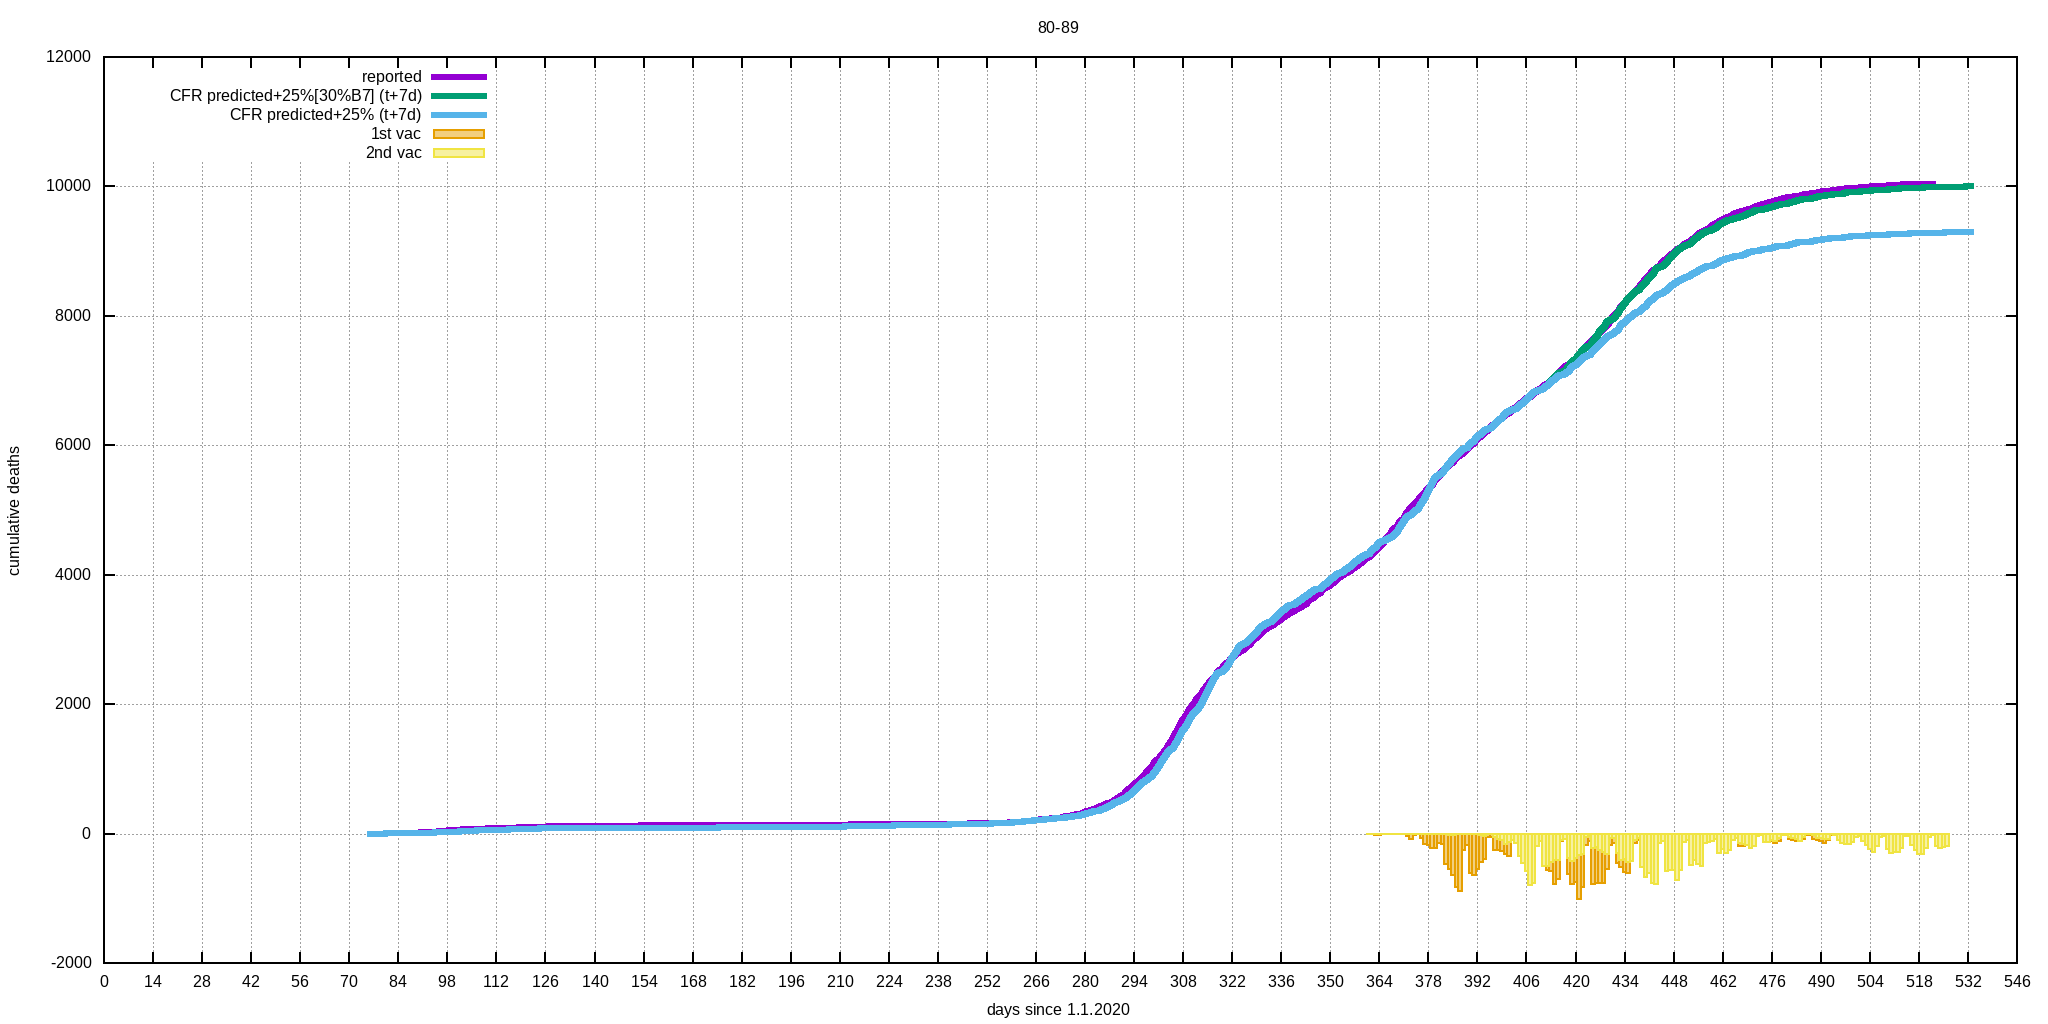 80-89
12000
10000
8000
6000
4000
2000
0
-2000
reported
CFR predicted+25%[30%B7] (t+7d)
CFR predicted+25% (t+7d)
1st vac
2nd vac
cumulative deaths
0 14 28 42 56 70 84 98 112 126 140 154 168 182 196 210 224 238 252 266 280 294 308 322 336 350 364 378 392 406 420 434 448 462 476 490 504 518 532 546
days since 1.1.2020